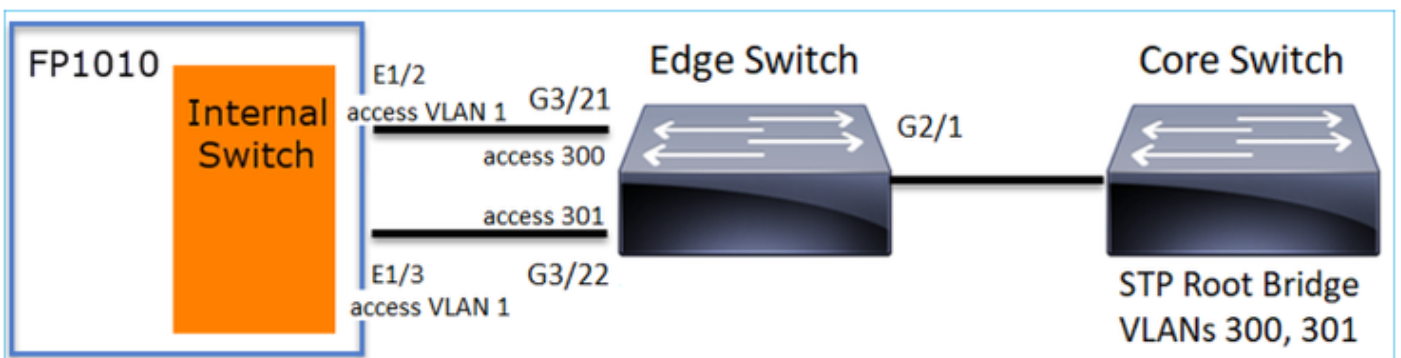 FP1010
Internal
Switch
E1/2
access VLAN 1
G3/21
access 300
access 301
E1/3
access VLAN 1
G3/22
Edge Switch
G2/1
Core Switch
STP Root Bridge
VLANs 300, 301